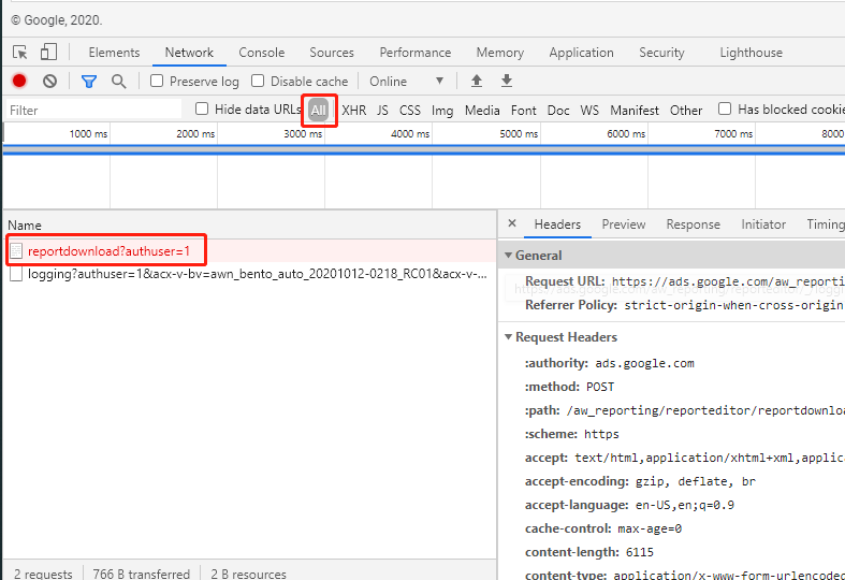 © Google, 2020.
Elements Network Console Sources Performance Memory Application Security Lighthouse
Preserve log Disable cache Online
Filter Hide data URLs All XHR JS CSS Img Media Font Doc WS Manifest Other Has blocked cookie
1000 ms 2000 ms 3000 ms 4000 ms 5000 ms 6000 ms 7000 ms 8000
Name × Headers Preview Response Initiator Timing
reportdownload?authuser=1
logging?authuser=1&acx-v-bv=awn_bento_auto_20201012-0218_RC01&acx-v-...
General
Request URL: https://ads.google.com/aw_reporti
Referrer Policy: strict-origin-when-cross-origin
Request Headers
:authority: ads.google.com
:method: POST
:path: /aw_reporting/reporteditor/reportdownloa
:scheme: https
accept: text/html,application/xhtml+xml,applic
accept-encoding: gzip, deflate, br
accept-language: en-US,en;q=0.9
cache-control: max-age=0
content-length: 6115
content-type: application/x-www-form-urlencoded
2 requests 766 B transferred 2 B resources